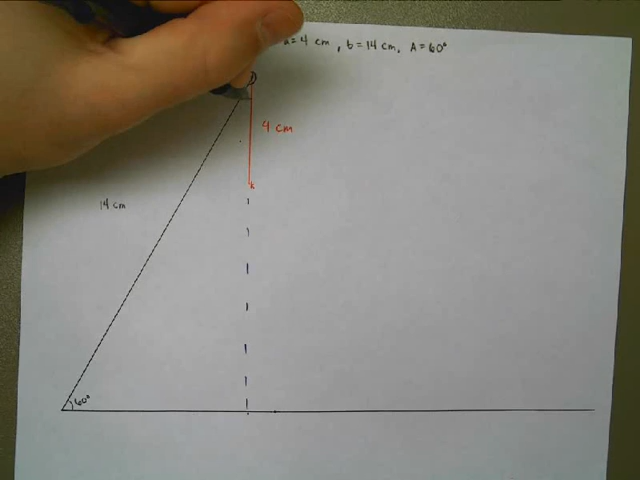 a = 4 cm , b = 14 cm, A = 60°
4 cm
14 cm
60°